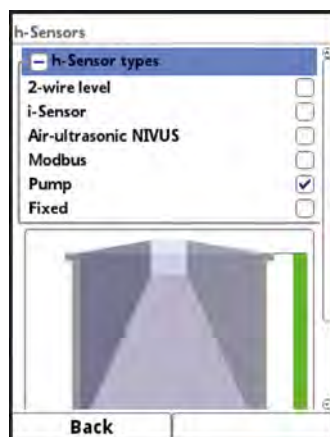 h-Sensors
h-Sensor types
2-wire level
i-Sensor
Air-ultrasonic NIVUS
Modbus
Pump
Fixed
Back